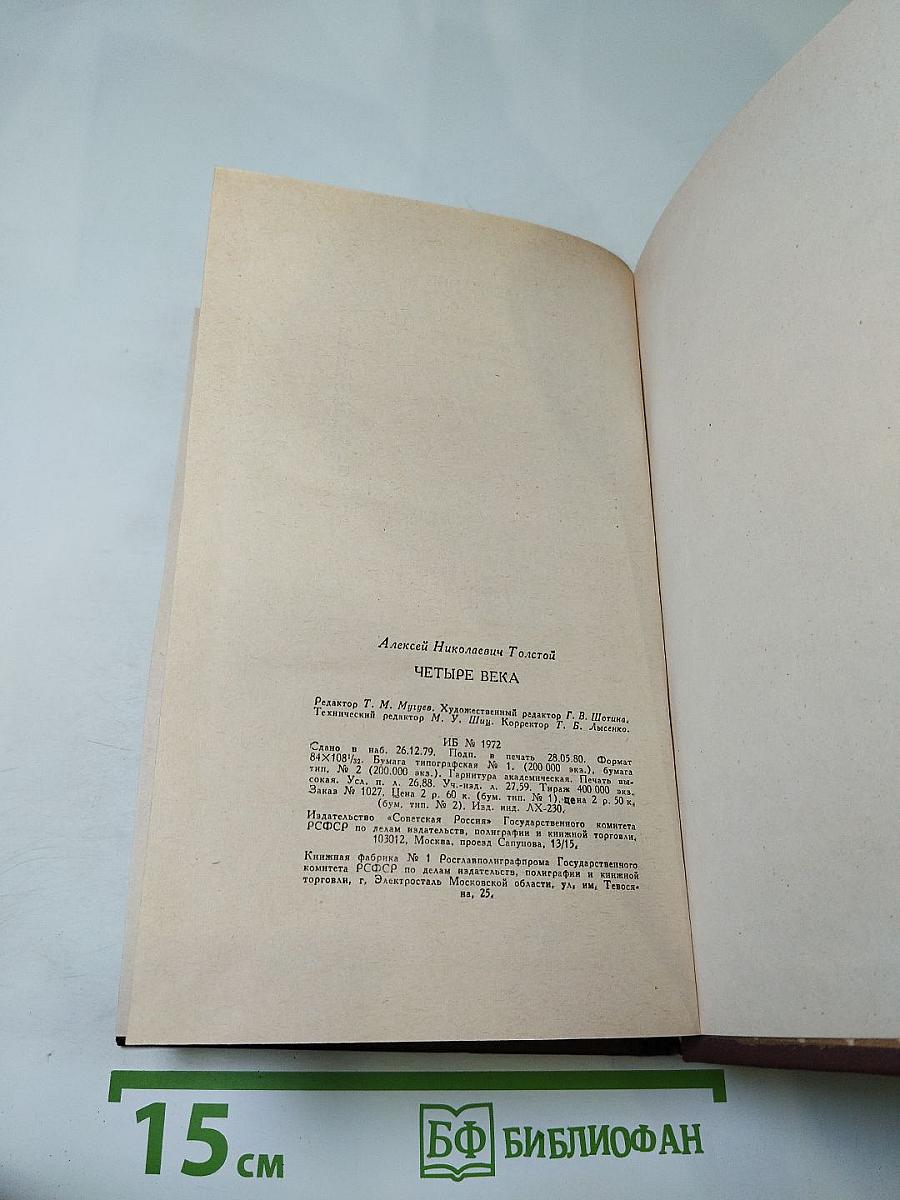 Алексей Николаевич Толстой
ЧЕТЫРЕ ВЕКА
Редактор Т. М. Мугуев. Художественный редактор Г. В. Шотина.
Технический редактор М. У. Шиц. Корректор Т. Б. Лысенко.
ИБ № 1972
Сдано в наб. 26.12.79. Подп. в печать 28.05.80. Формат
84×108¹/₃₂. Бумага типографская № 1. (200 000 экз.), бумага
тип. № 2 (200.000 экз.). Гарнитура академическая. Печать вы-
сокая. Усл. п. л. 26,88. Уч.-изд. л. 27,59. Тираж 400 000 экз.
Заказ № 1027. Цена 2 р. 60 к. (бум. тип. № 1), цена 2 р. 50 к.
(бум. тип. № 2). Изд. инд. ЛХ-230.
Издательство «Советская Россия» Государственного комитета
РСФСР по делам издательств, полиграфии и книжной торговли,
103012, Москва, проезд Сапунова, 13/15.
Книжная фабрика № 1 Росглавполиграфпрома Государственного
комитета РСФСР по делам издательств, полиграфии и книжной
торговли, г. Электросталь Московской области, ул. им. Тевося-
на, 25.
15 см
БФ БИБЛИОФАН